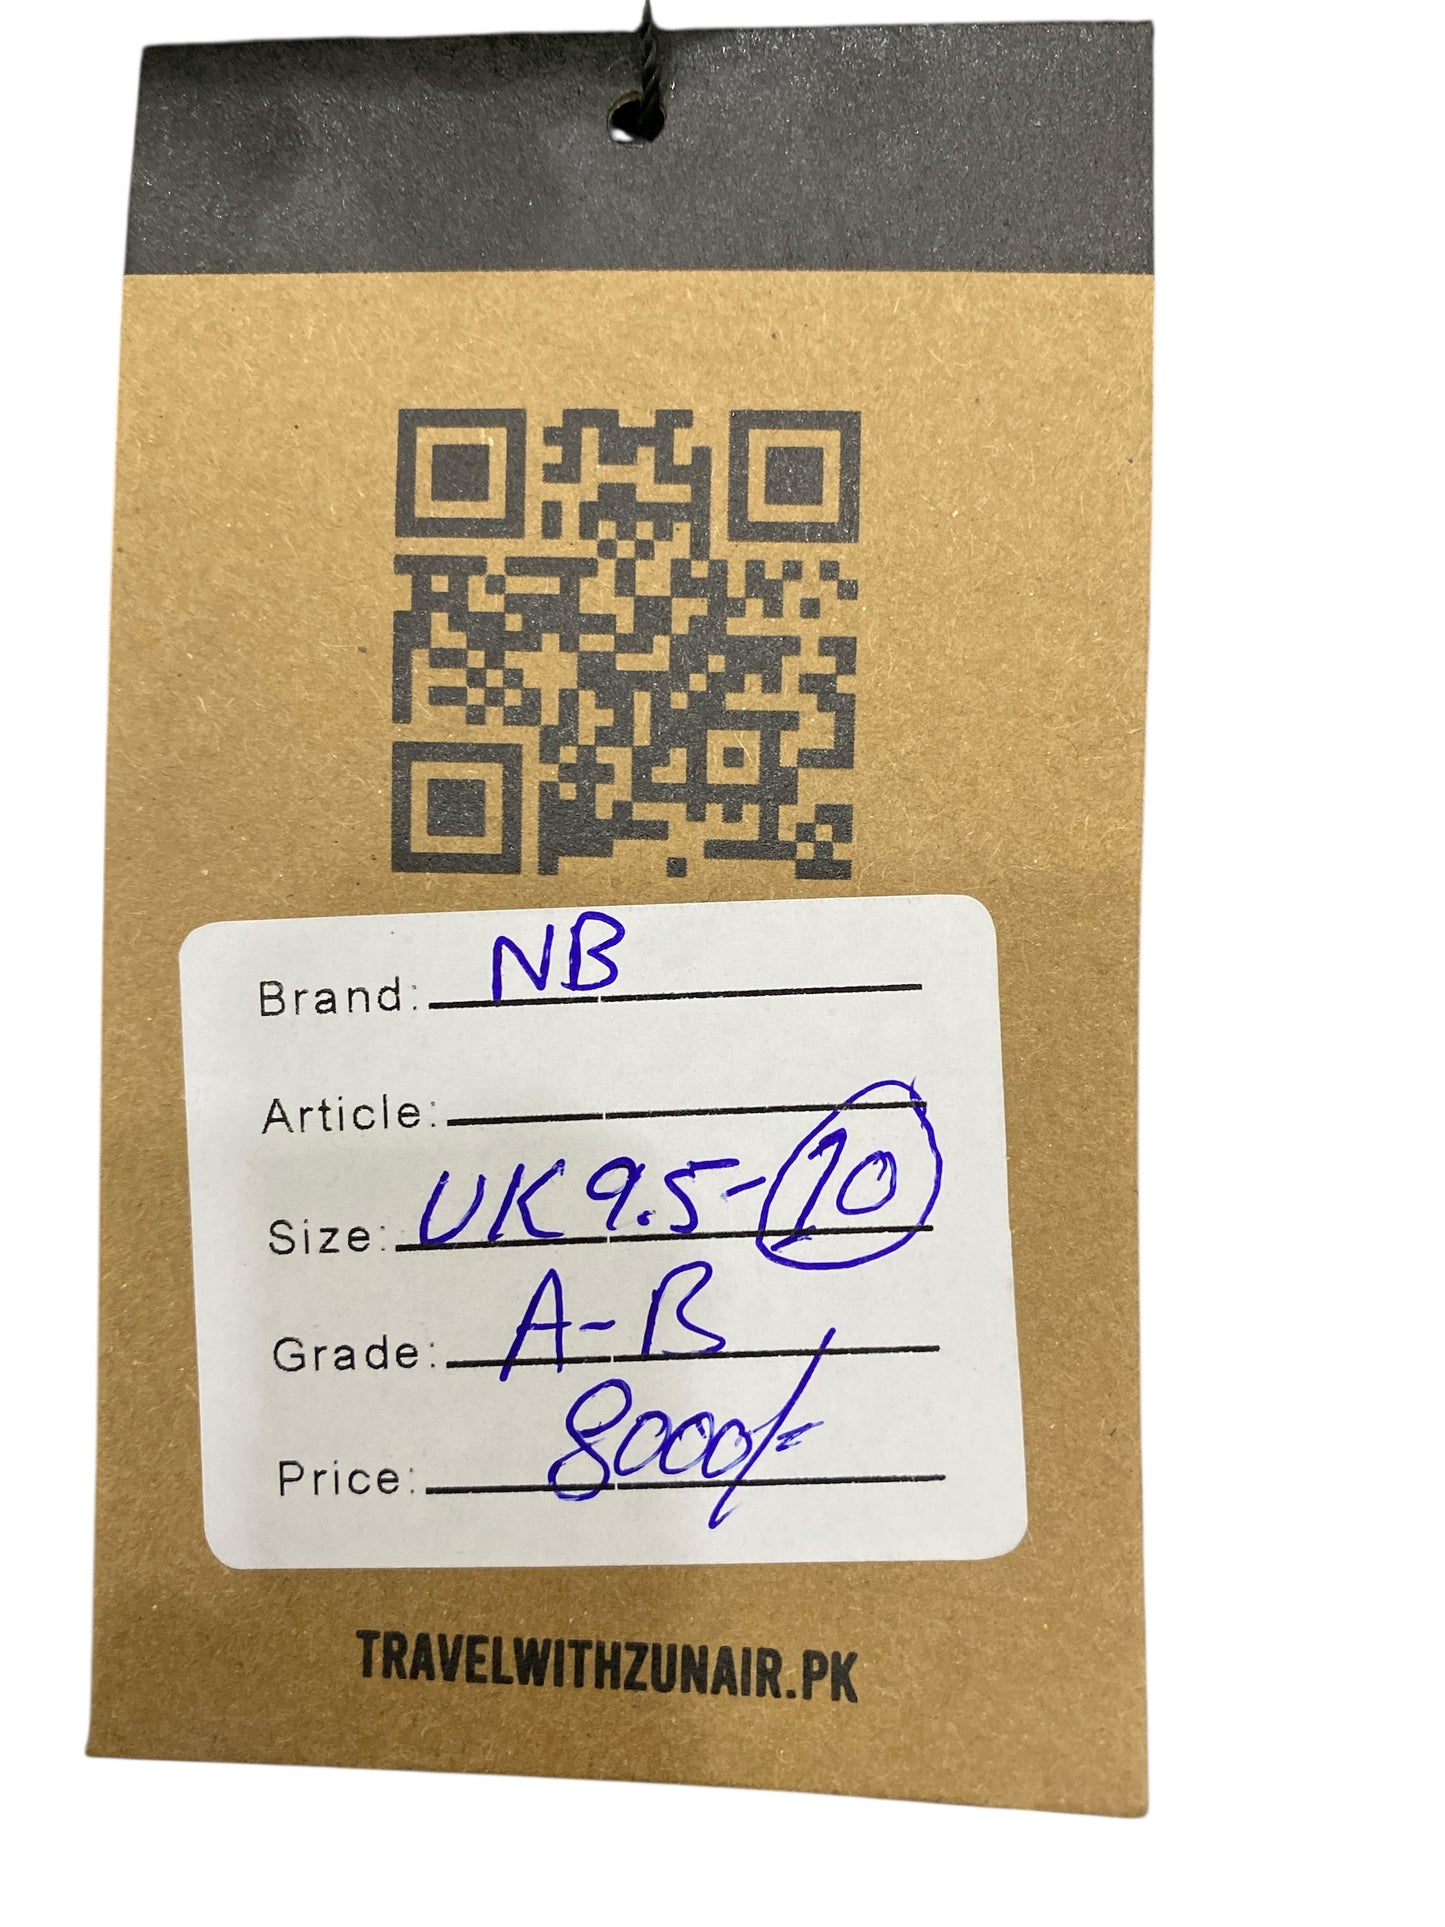 Brand: NB
Article:
Size: UK 9.5-10
Grade: A-B
Price: 8000/-
TRAVELWITHZUNAIR.PK